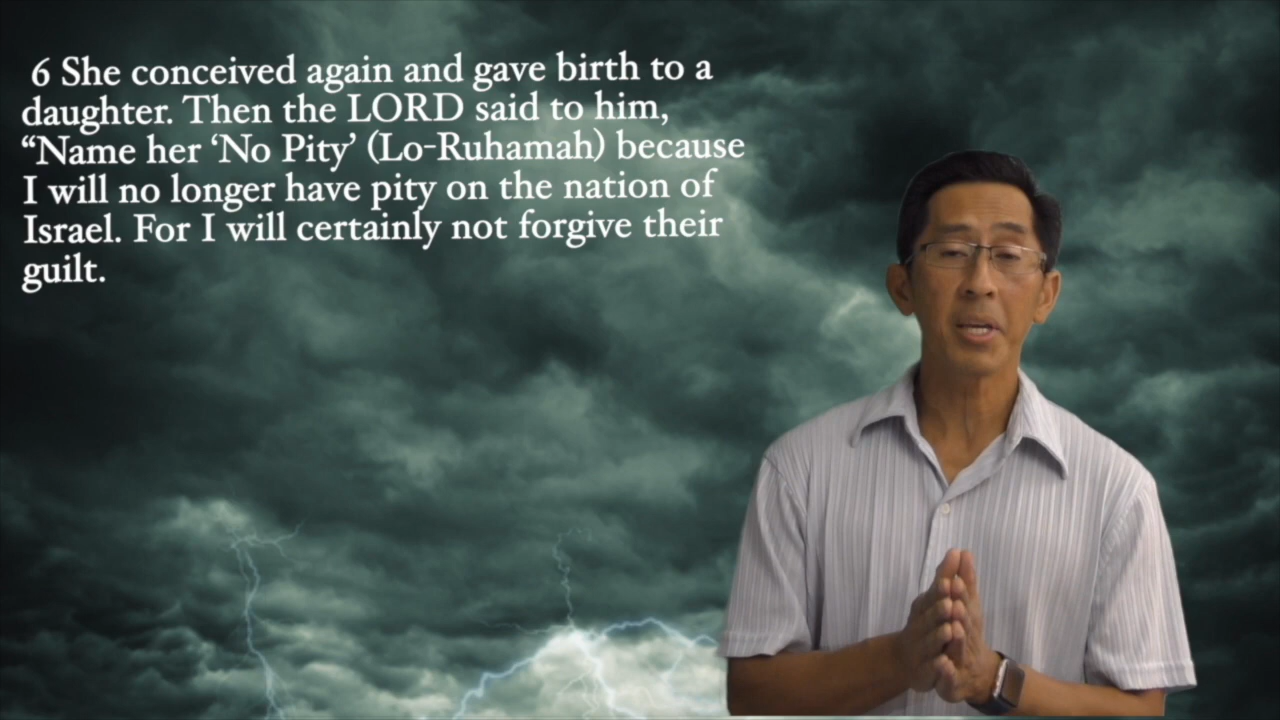 6 She conceived again and gave birth to a
daughter. Then the LORD said to him,
“Name her ‘No Pity’ (Lo-Ruhamah) because
I will no longer have pity on the nation of
Israel. For I will certainly not forgive their
guilt.